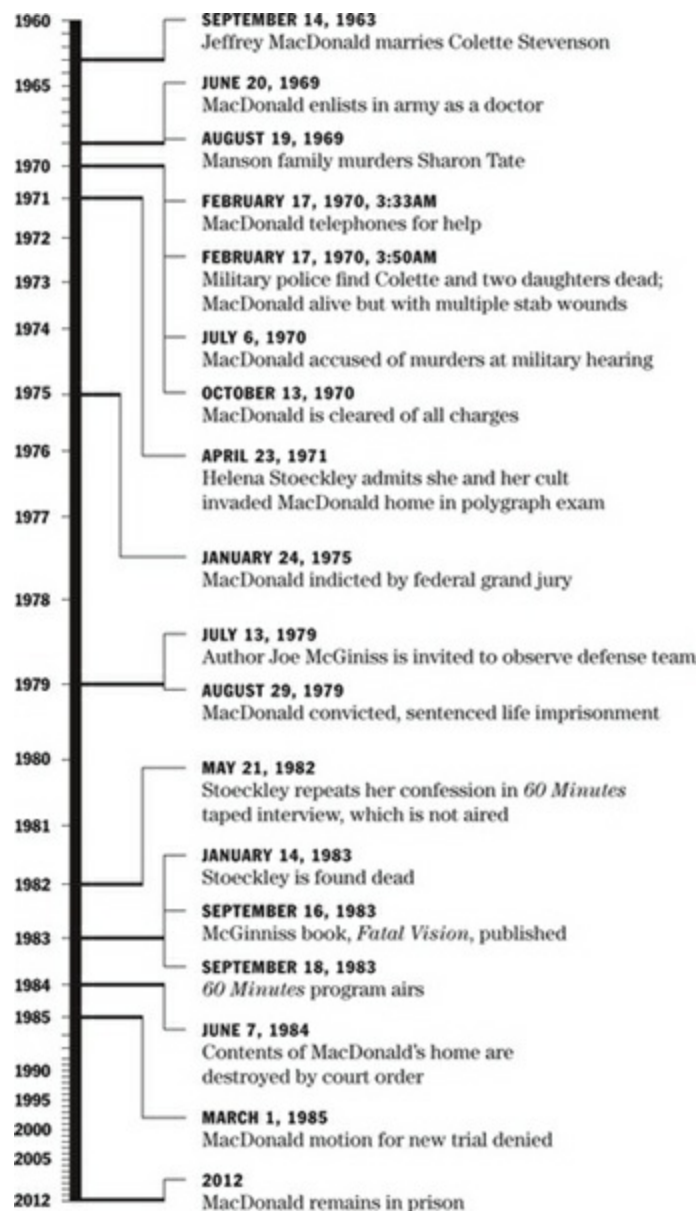 1960
SEPTEMBER 14, 1963
Jeffrey MacDonald marries Colette Stevenson
1965
JUNE 20, 1969
MacDonald enlists in army as a doctor
AUGUST 19, 1969
Manson family murders Sharon Tate
1970
1971
FEBRUARY 17, 1970, 3:33AM
MacDonald telephones for help
1972
FEBRUARY 17, 1970, 3:50AM
Military police find Colette and two daughters dead;
MacDonald alive but with multiple stab wounds
1973
1974
JULY 6, 1970
MacDonald accused of murders at military hearing
1975
OCTOBER 13, 1970
MacDonald is cleared of all charges
1976
APRIL 23, 1971
Helena Stoeckley admits she and her cult
invaded MacDonald home in polygraph exam
1977
JANUARY 24, 1975
MacDonald indicted by federal grand jury
1978
JULY 13, 1979
Author Joe McGiniss is invited to observe defense team
1979
AUGUST 29, 1979
MacDonald convicted, sentenced life imprisonment
1980
MAY 21, 1982
Stoeckley repeats her confession in 60 Minutes
taped interview, which is not aired
1981
JANUARY 14, 1983
Stoeckley is found dead
1982
SEPTEMBER 16, 1983
McGinniss book, Fatal Vision, published
1983
SEPTEMBER 18, 1983
60 Minutes program airs
1984
1985
JUNE 7, 1984
Contents of MacDonald's home are
destroyed by court order
1990
1995
MARCH 1, 1985
MacDonald motion for new trial denied
2000
2005
2012
MacDonald remains in prison
2012